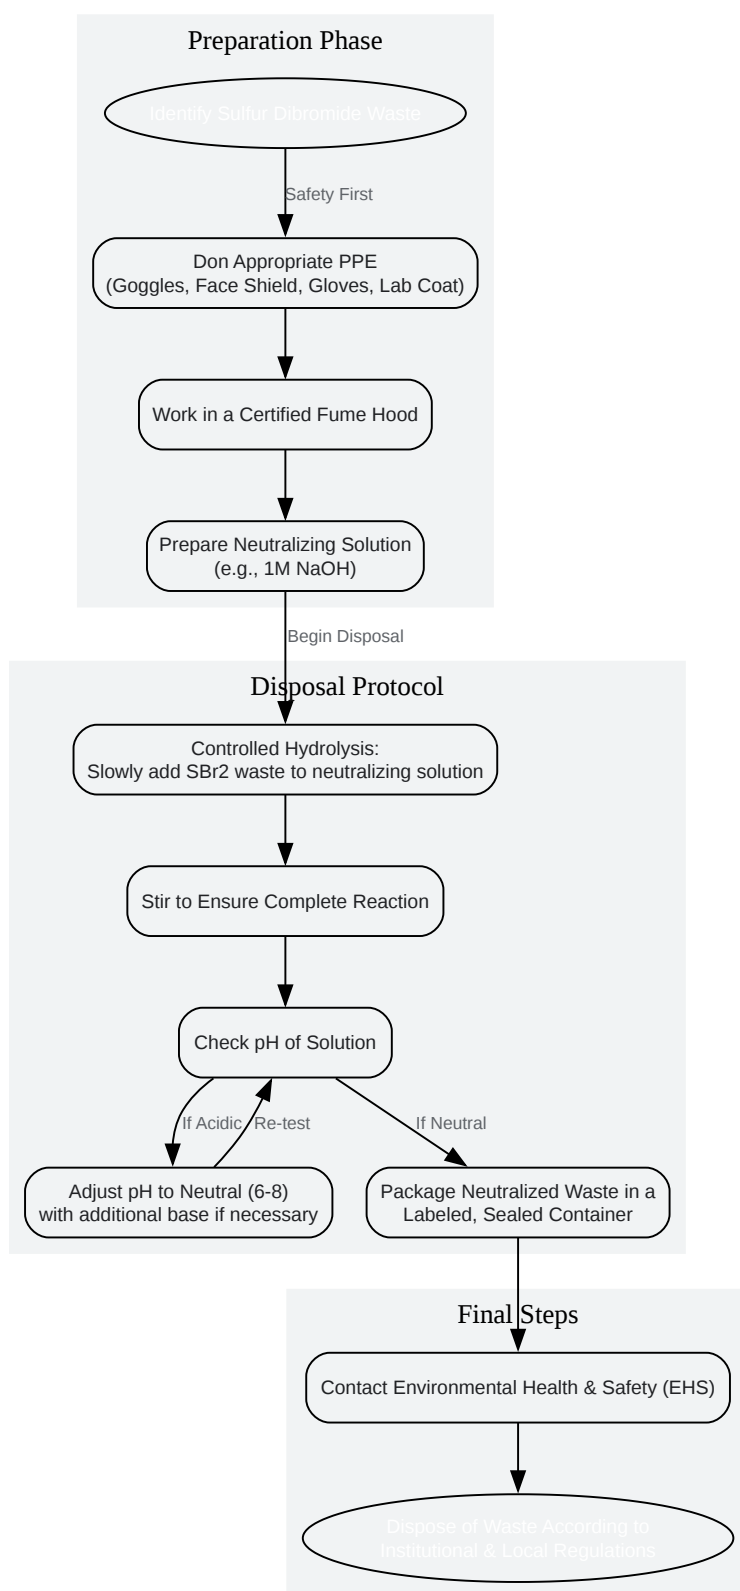 Preparation Phase
Identify Sulfur Dibromide Waste
Safety First
Don Appropriate PPE
(Goggles, Face Shield, Gloves, Lab Coat)
Work in a Certified Fume Hood
Prepare Neutralizing Solution
(e.g., 1M NaOH)
Begin Disposal
Disposal Protocol
Controlled Hydrolysis:
Slowly add SBr2 waste to neutralizing solution
Stir to Ensure Complete Reaction
Check pH of Solution
If Acidic
Re-test
If Neutral
Adjust pH to Neutral (6-8)
with additional base if necessary
Package Neutralized Waste in a
Labeled, Sealed Container
Final Steps
Contact Environmental Health & Safety (EHS)
Dispose of Waste According to
Institutional & Local Regulations